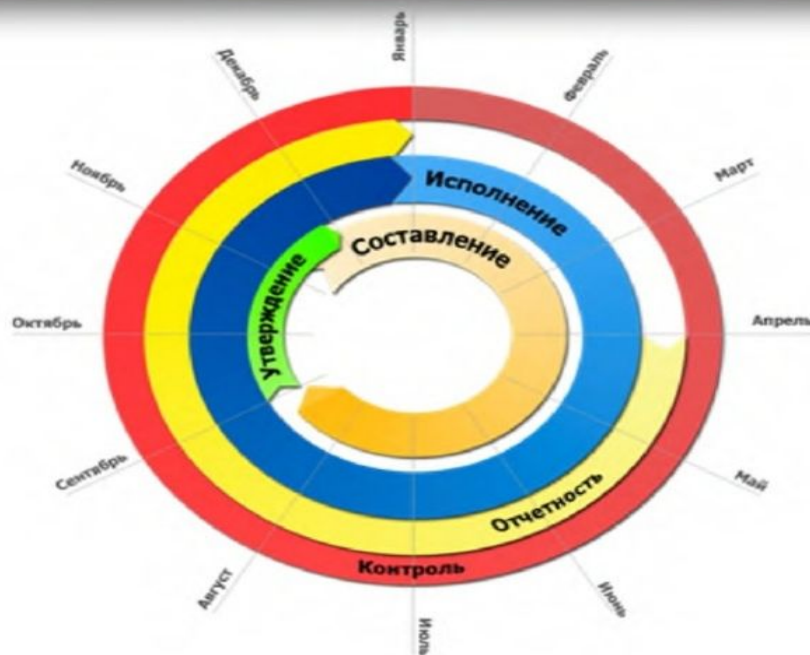 Январь
Февраль
Март
Апрель
Май
Июнь
Июль
Август
Сентябрь
Октябрь
Ноябрь
Декабрь
Исполнение
Составление
Утверждение
Отчетность
Контроль